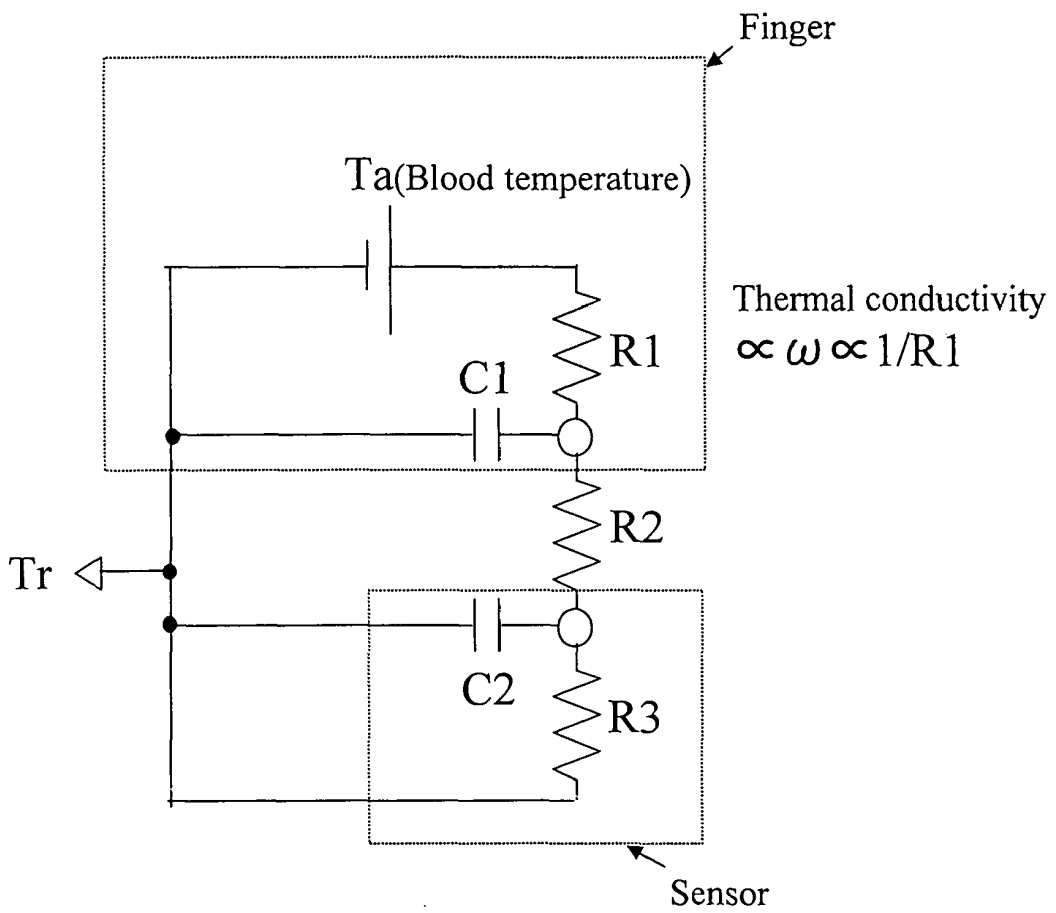 Finger
Ta(Blood temperature)
Thermal conductivity
∝ ω ∝ 1/R1
R1
C1
R2
Tr
C2
R3
Sensor